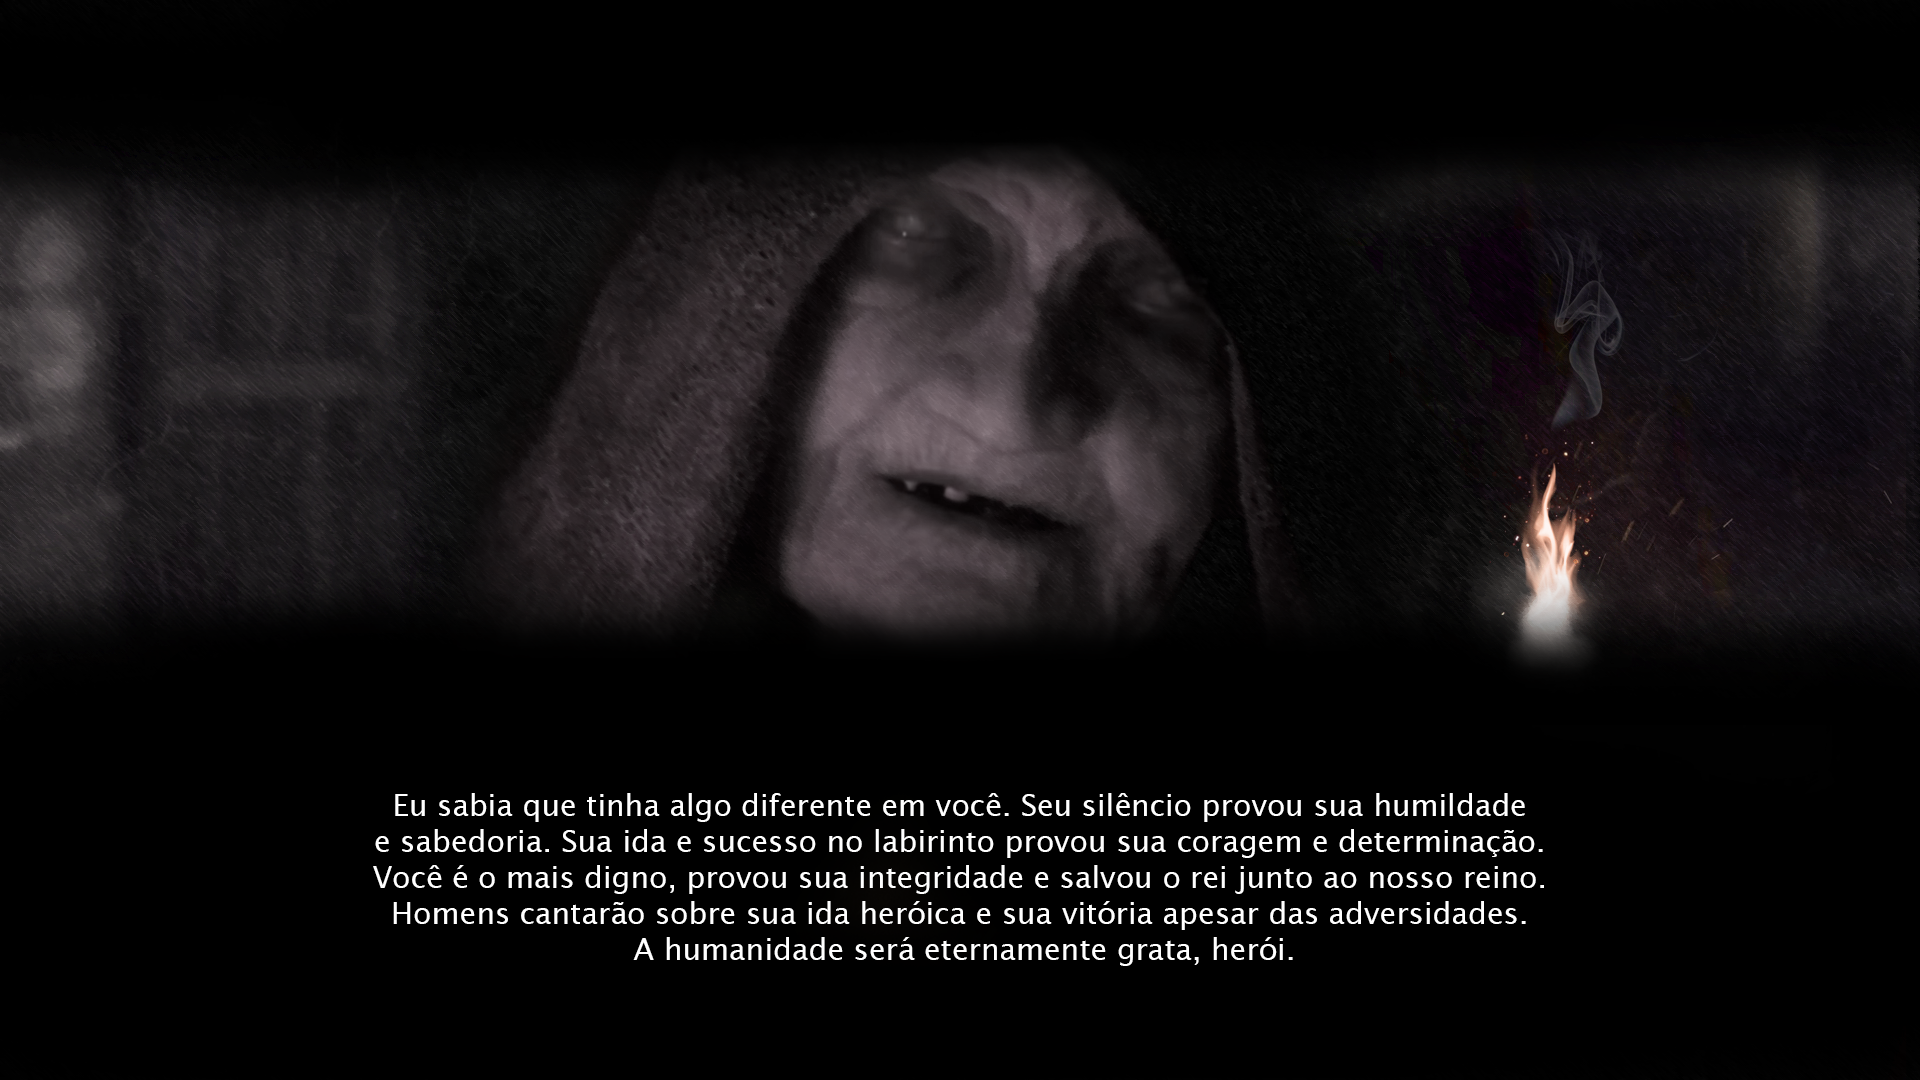 Eu sabia que tinha algo diferente em você. Seu silêncio provou sua humildade
e sabedoria. Sua ida e sucesso no labirinto provou sua coragem e determinação.
Você é o mais digno, provou sua integridade e salvou o rei junto ao nosso reino.
Homens cantarão sobre sua ida heróica e sua vitória apesar das adversidades.
A humanidade será eternamente grata, herói.